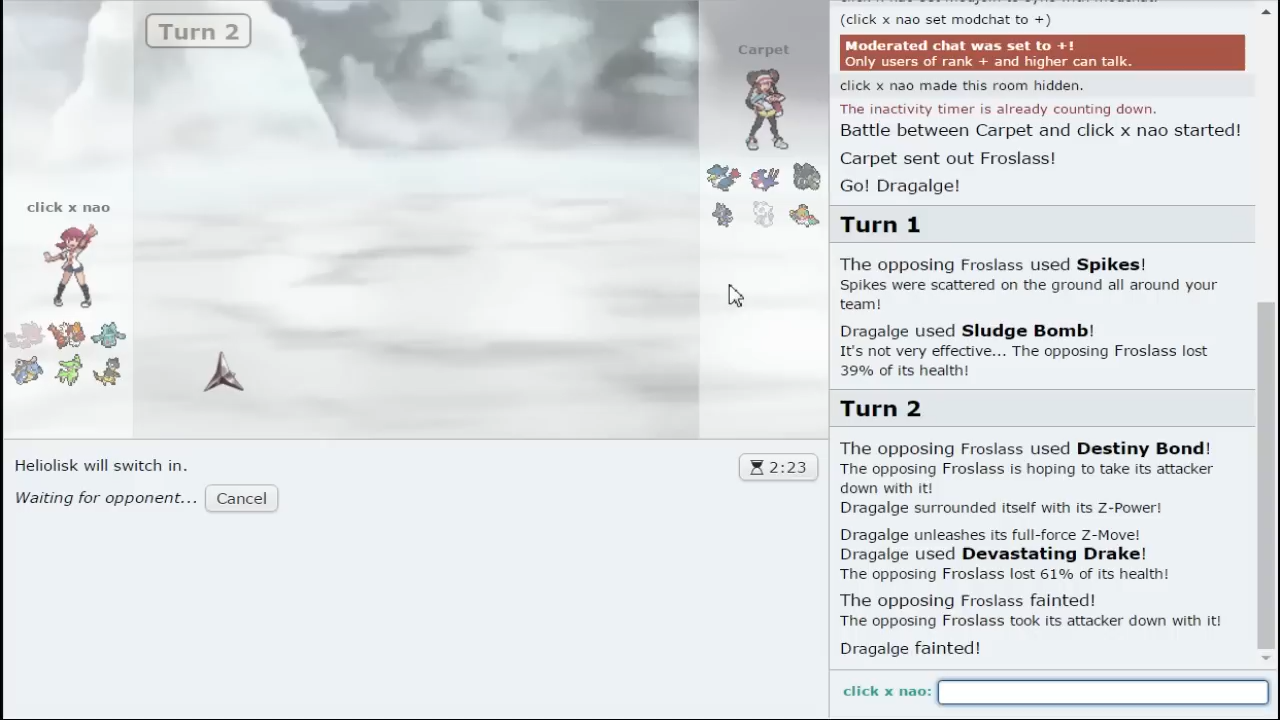 Turn 2
Carpet
click x nao
Heliolisk will switch in.
Waiting for opponent... Cancel
2:23
(click x nao set modchat to +)
Moderated chat was set to +!
Only users of rank + and higher can talk.
click x nao made this room hidden.
The inactivity timer is already counting down.
Battle between Carpet and click x nao started!
Carpet sent out Froslass!
Go! Dragalge!
Turn 1
The opposing Froslass used Spikes!
Spikes were scattered on the ground all around your
team!
Dragalge used Sludge Bomb!
It's not very effective... The opposing Froslass lost
39% of its health!
Turn 2
The opposing Froslass used Destiny Bond!
The opposing Froslass is hoping to take its attacker
down with it!
Dragalge surrounded itself with its Z-Power!
Dragalge unleashes its full-force Z-Move!
Dragalge used Devastating Drake!
The opposing Froslass lost 61% of its health!
The opposing Froslass fainted!
The opposing Froslass took its attacker down with it!
Dragalge fainted!
click x nao: